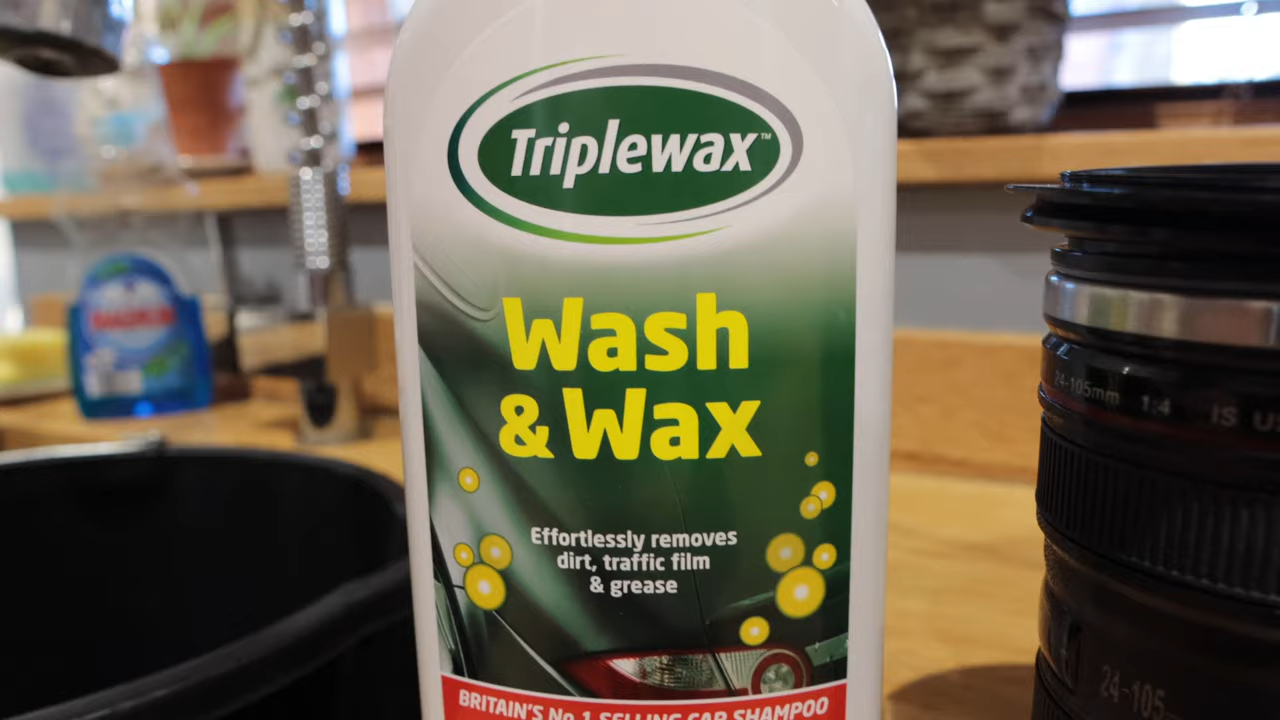 Triplewax™
Wash
& Wax
Effortlessly removes
dirt, traffic film
& grease
BRITAIN'S No.1 SELLING CAR SHAMPOO
24-105mm 1:4 IS U
24-105